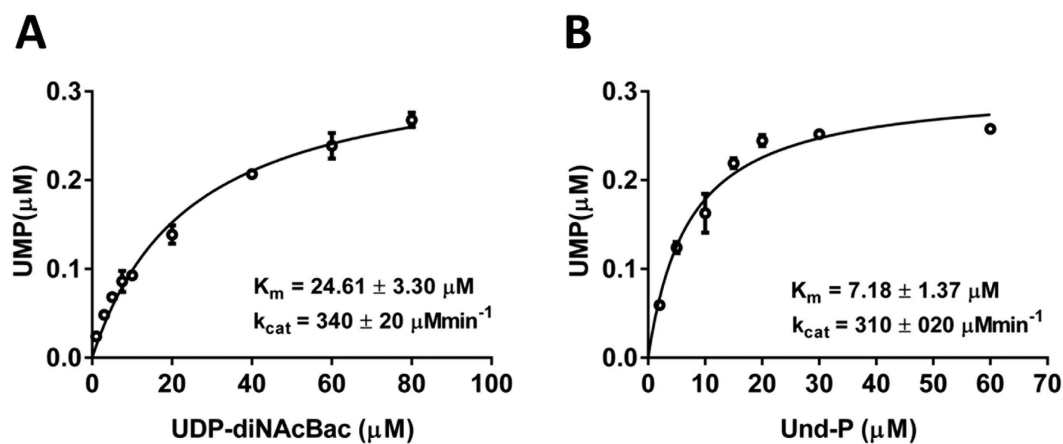 A
UMP(μM)
0.3
0.2
0.1
0.0
0 20 40 60 80 100
UDP-diNAcBac (μM)
Km = 24.61 ± 3.30 μM
kcat = 340 ± 20 μMmin-1
B
UMP(μM)
0.3
0.2
0.1
0.0
0 10 20 30 40 50 60 70
Und-P (μM)
Km = 7.18 ± 1.37 μM
kcat = 310 ± 020 μMmin-1